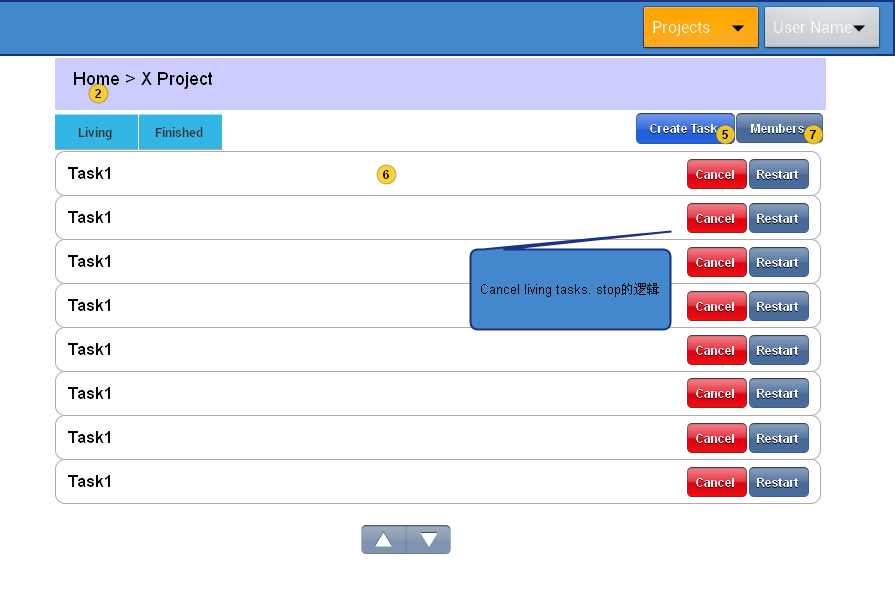 Projects
User Name
Home > X Project
2
Living
Finished
Create Task
5
Members
7
Task1
6
Cancel
Restart
Task1
Cancel
Restart
Task1
Cancel
Restart
Cancel living tasks. stop的逻辑
Task1
Cancel
Restart
Task1
Cancel
Restart
Task1
Cancel
Restart
Task1
Cancel
Restart
Task1
Cancel
Restart